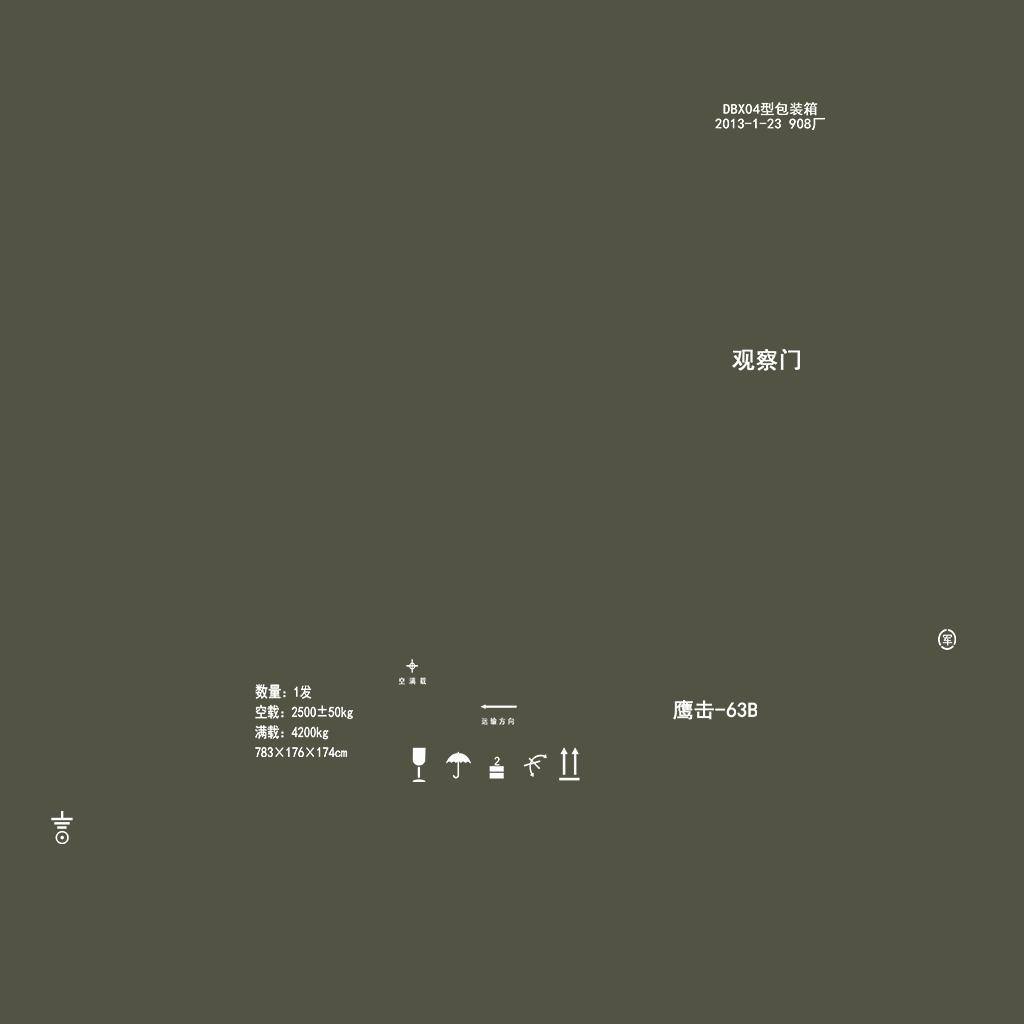 DBX04型包装箱
2013-1-23 908厂
观察门
军
空 满 载
数量：1发
空载：2500±50kg
满载：4200kg
783×176×174cm
运输方向
鹰击-63B
2